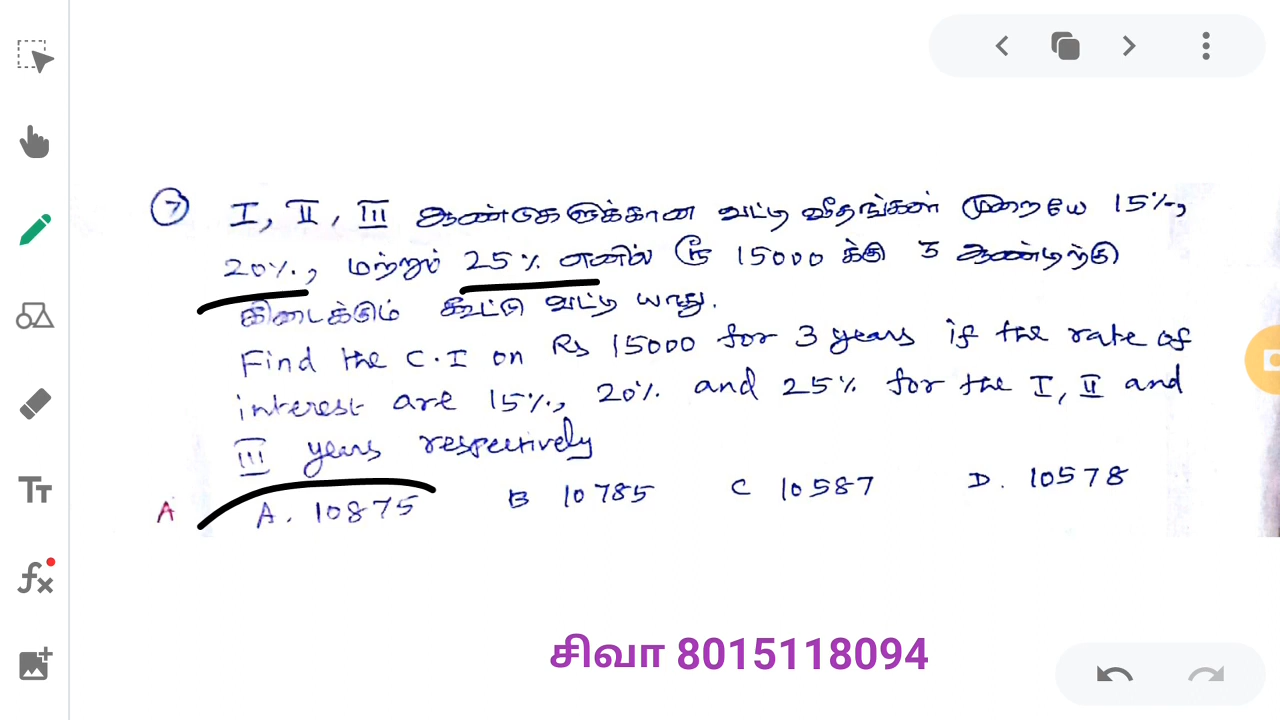 7 I, II, III ஆண்டுகளுக்கான வட்டி வீதங்கள் முறையே 15%,
20%, மற்றும் 25% எனில் ரூ 15000 க்கு 3 ஆண்டிற்கு
கிடைக்கும் கூட்டு வட்டி யாது.
Find the C.I on Rs 15000 for 3 years if the rate of
interest are 15%, 20% and 25% for the I, II and
III years respectively
A A. 10875 B 10785 C 10587 D. 10578
சிவா 8015118094
TT
fx